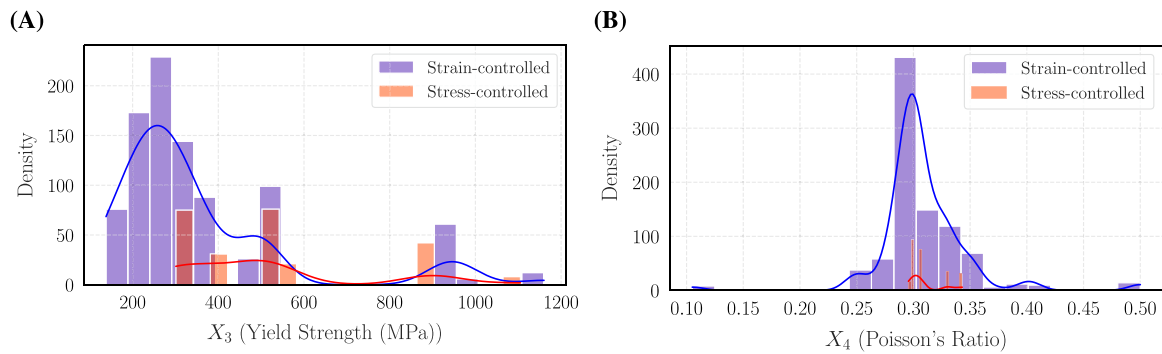 (A)
Density
200
150
100
50
0
Strain-controlled
Stress-controlled
200
400
600
800
1000
1200
X₃ (Yield Strength (MPa))
(B)
Density
400
300
200
100
0
Strain-controlled
Stress-controlled
0.10
0.15
0.20
0.25
0.30
0.35
0.40
0.45
0.50
X₄ (Poisson's Ratio)